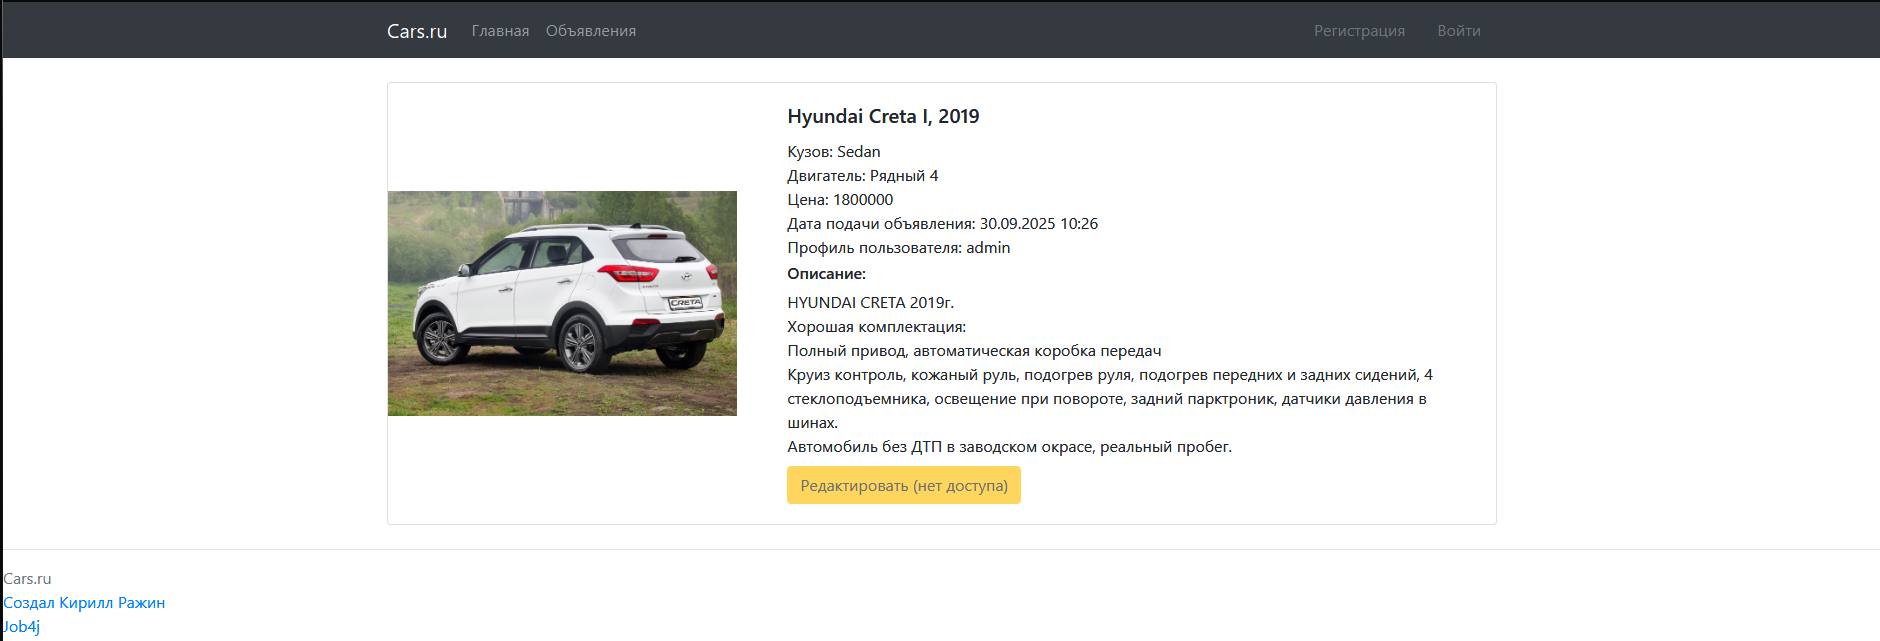 Cars.ru Главная Объявления Регистрация Войти
Hyundai Creta I, 2019
Кузов: Sedan
Двигатель: Рядный 4
Цена: 1800000
Дата подачи объявления: 30.09.2025 10:26
Профиль пользователя: admin
Описание:
HYUNDAI CRETA 2019г.
Хорошая комплектация:
Полный привод, автоматическая коробка передач
Круиз контроль, кожаный руль, подогрев руля, подогрев передних и задних сидений, 4
стеклоподъемника, освещение при повороте, задний парктроник, датчики давления в
шинах.
Автомобиль без ДТП в заводском окрасе, реальный пробег.
CRETA
Редактировать (нет доступа)
Cars.ru
Создал Кирилл Ражин
Job4j